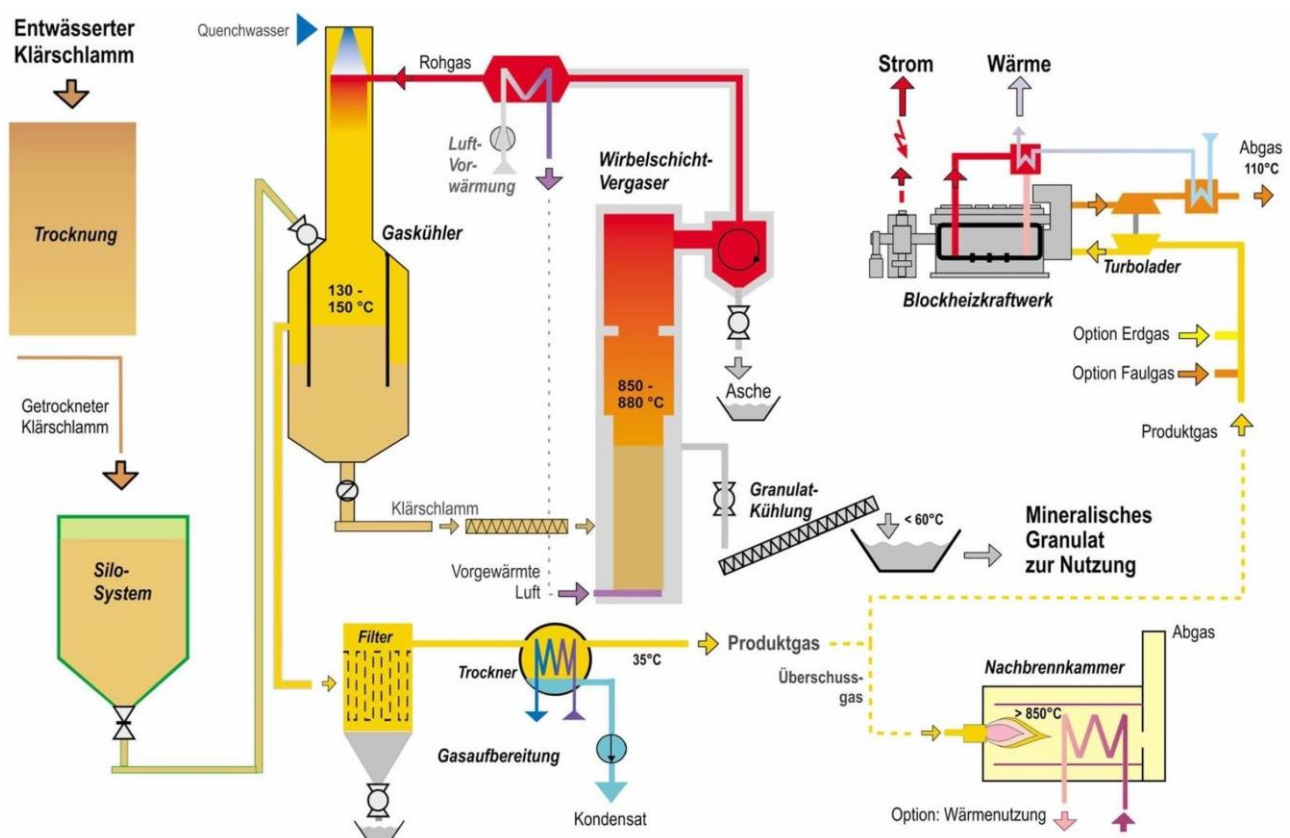 Entwässerter
Klärschlamm
Trocknung
Getrockneter
Klärschlamm
Silo-
System
Quenchwasser
Rohgas
Luft-
Vor-
wärmung
Gaskühler
130 -
150 °C
Wirbelschicht-
Vergaser
850 -
880 °C
Asche
Klärschlamm
Vorgewärmte
Luft
Granulat-
Kühlung
< 60°C
Mineralisches
Granulat
zur Nutzung
Filter
Trockner
35°C
Produktgas
Gasaufbereitung
Kondensat
Strom
Wärme
Abgas
110°C
Turbolader
Blockheizkraftwerk
Option Erdgas
Option Faulgas
Produktgas
Überschuss-
gas
Abgas
Nachbrennkammer
> 850°C
Option: Wärmenutzung